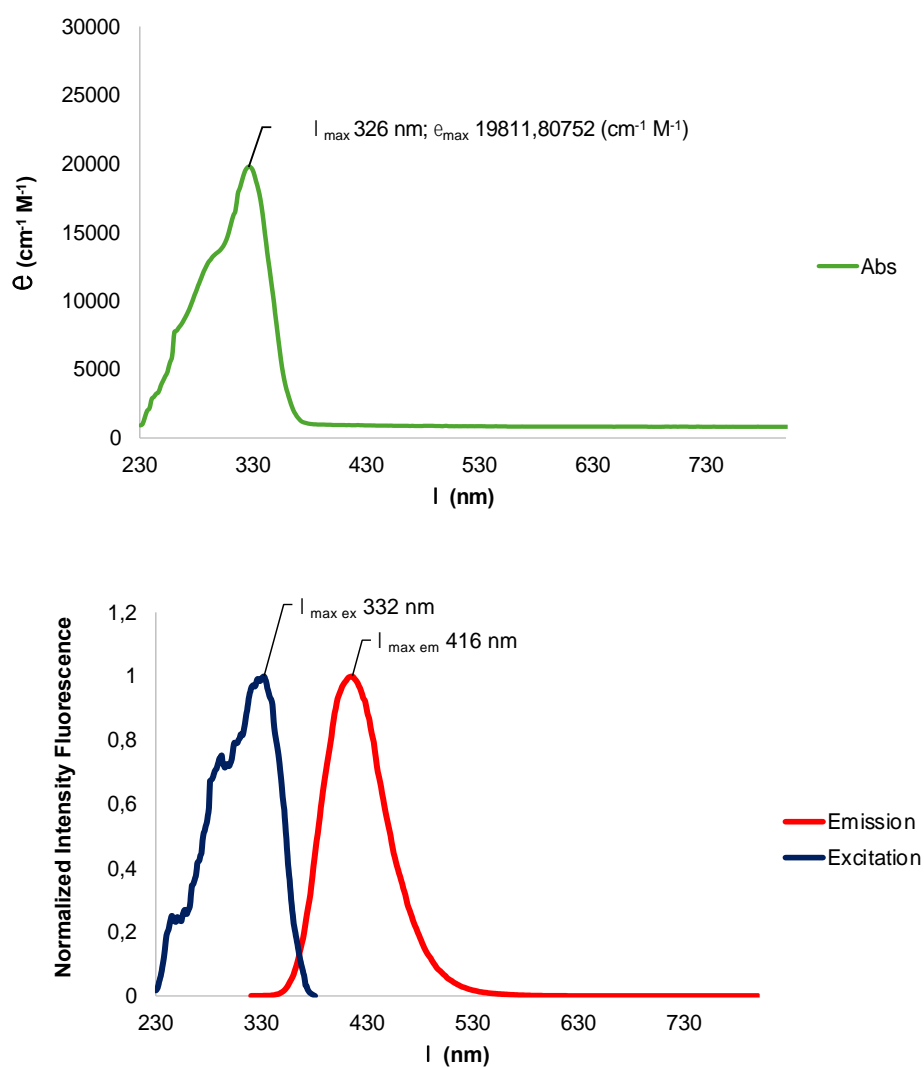 30000
25000
20000
15000
10000
5000
0
l max 326 nm; emax 19811,80752 (cm-1 M-1)
e (cm-1 M-1)
Abs
230 330 430 530 630 730
l (nm)
l max ex 332 nm
l max em 416 nm
1,2
1
0,8
0,6
0,4
0,2
0
Normalized Intensity Fluorescence
Emission
Excitation
230 330 430 530 630 730
l (nm)